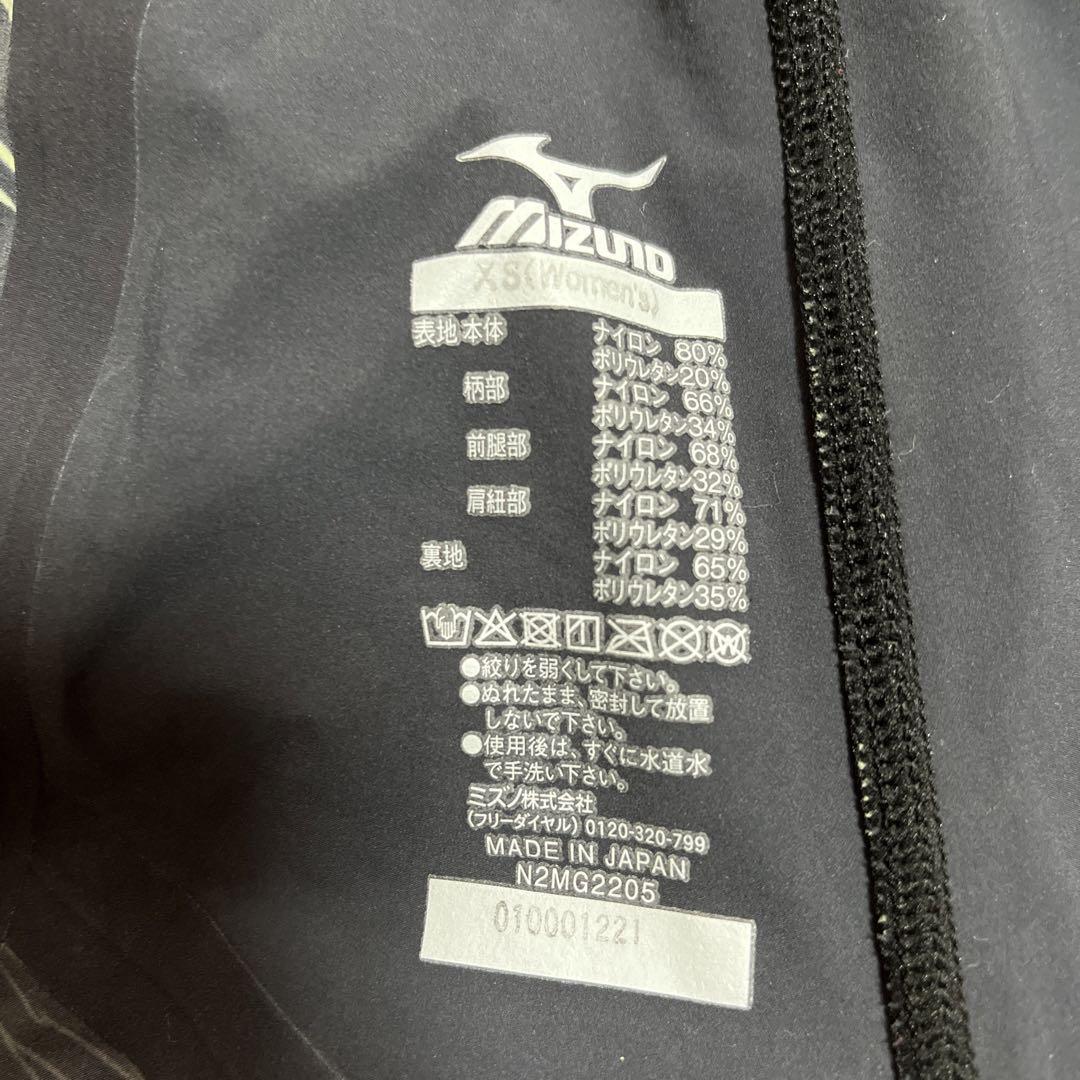 MIZUNO
XS(Women's)
表地 本体 ナイロン 80%
ポリウレタン20%
柄部 ナイロン 66%
ポリウレタン34%
前腿部 ナイロン 68%
ポリウレタン32%
肩紐部 ナイロン 71%
ポリウレタン29%
裏地 ナイロン 65%
ポリウレタン35%
W
●絞りを弱くして下さい。
●ぬれたまま、密封して放置
しないで下さい。
●使用後は、すぐに水道水
で手洗い下さい。
ミズノ株式会社
(フリーダイヤル) 0120-320-799
MADE IN JAPAN
N2MG2205
010001221